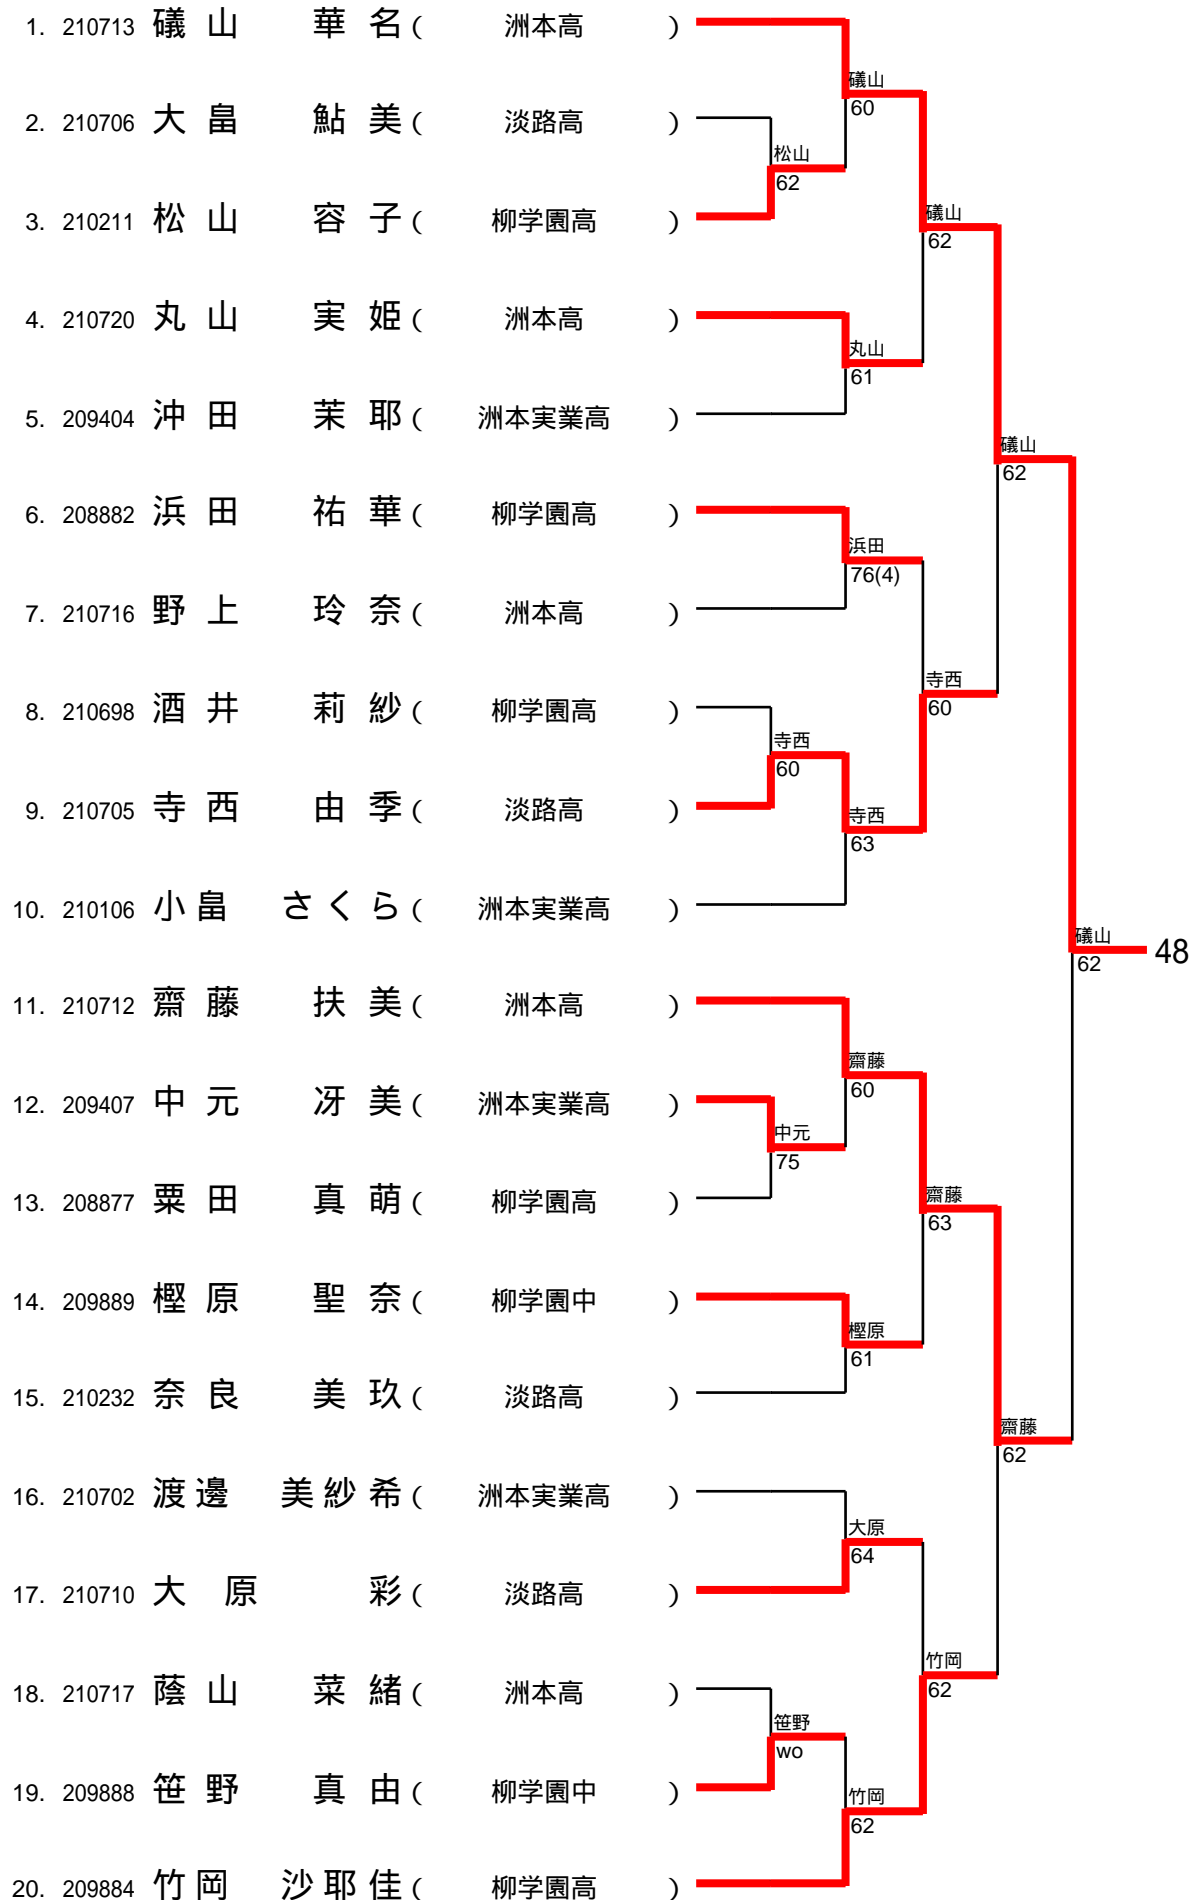 1. 210713 礒山 華名 ( 洲本高 )
礒山
60
2. 210706 大畠 鮎美 ( 淡路高 )
松山
62
3. 210211 松山 容子 ( 柳学園高 )
礒山
62
4. 210720 丸山 実姫 ( 洲本高 )
丸山
61
5. 209404 沖田 茉耶 ( 洲本実業高 )
礒山
62
6. 208882 浜田 祐華 ( 柳学園高 )
浜田
76(4)
7. 210716 野上 玲奈 ( 洲本高 )
寺西
60
8. 210698 酒井 莉紗 ( 柳学園高 )
寺西
60
9. 210705 寺西 由季 ( 淡路高 )
寺西
63
10. 210106 小畠 さくら ( 洲本実業高 )
礒山
62
48
11. 210712 齋藤 扶美 ( 洲本高 )
齋藤
60
12. 209407 中元 冴美 ( 洲本実業高 )
中元
75
13. 208877 粟田 真萌 ( 柳学園高 )
齋藤
63
14. 209889 樫原 聖奈 ( 柳学園中 )
樫原
61
15. 210232 奈良 美玖 ( 淡路高 )
齋藤
62
16. 210702 渡邊 美紗希 ( 洲本実業高 )
大原
64
17. 210710 大原 彩 ( 淡路高 )
竹岡
62
18. 210717 蔭山 菜緒 ( 洲本高 )
笹野
wo
19. 209888 笹野 真由 ( 柳学園中 )
竹岡
62
20. 209884 竹岡 沙耶佳 ( 柳学園高 )